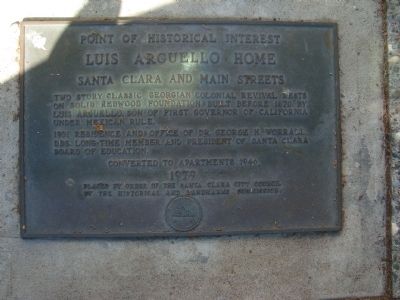 POINT OF HISTORICAL INTEREST
LUIS ARGUELLO HOME
SANTA CLARA AND MAIN STREETS
TWO STORY CLASSIC GEORGIAN COLONIAL REVIVAL RESTS
ON SOLID REDWOOD FOUNDATION. BUILT BEFORE 1870 BY
LUIS ARGUELLO, SON OF FIRST GOVERNOR OF CALIFORNIA
UNDER MEXICAN RULE.
1901 RESIDENCE AND OFFICE OF DR. GEORGE H. WORRALL
DDS. LONG-TIME MEMBER AND PRESIDENT OF SANTA CLARA
BOARD OF EDUCATION.
CONVERTED TO APARTMENTS 1940.
1979
PLACED BY ORDER OF THE SANTA CLARA CITY COUNCIL
BY THE HISTORICAL AND LANDMARKS COMMISSION